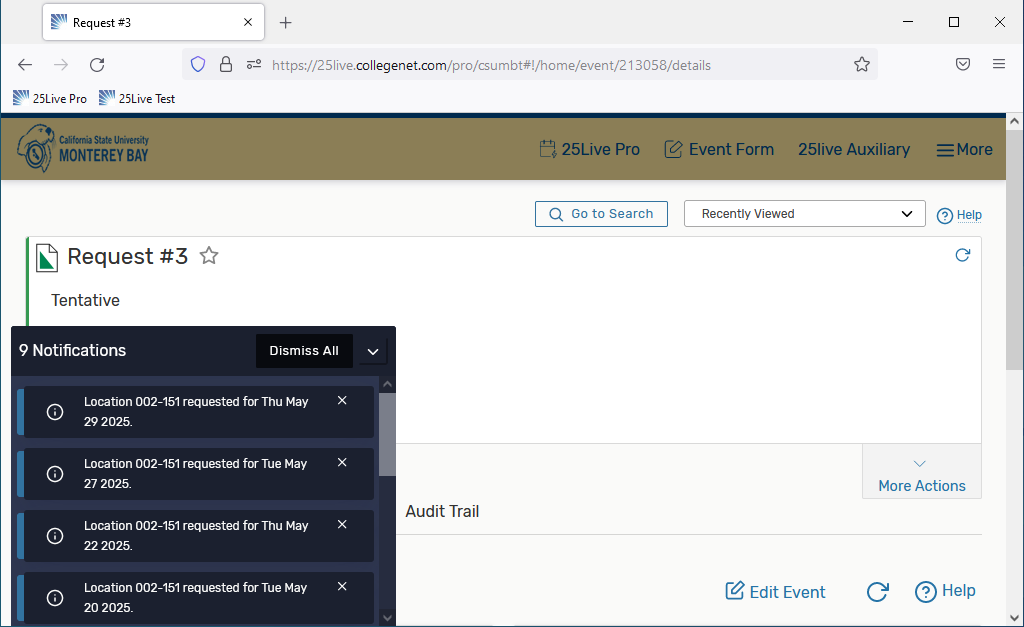 Request #3
https://25live.collegenet.com/pro/csumbt#!/home/event/213058/details
25Live Pro 25Live Test
California State University
MONTEREY BAY
25Live Pro Event Form 25live Auxiliary More
Go to Search Recently Viewed Help
Request #3
Tentative
9 Notifications Dismiss All
Location 002-151 requested for Thu May
29 2025.
Location 002-151 requested for Tue May
27 2025.
Location 002-151 requested for Thu May
22 2025.
Location 002-151 requested for Tue May
20 2025.
More Actions
Audit Trail
Edit Event Help